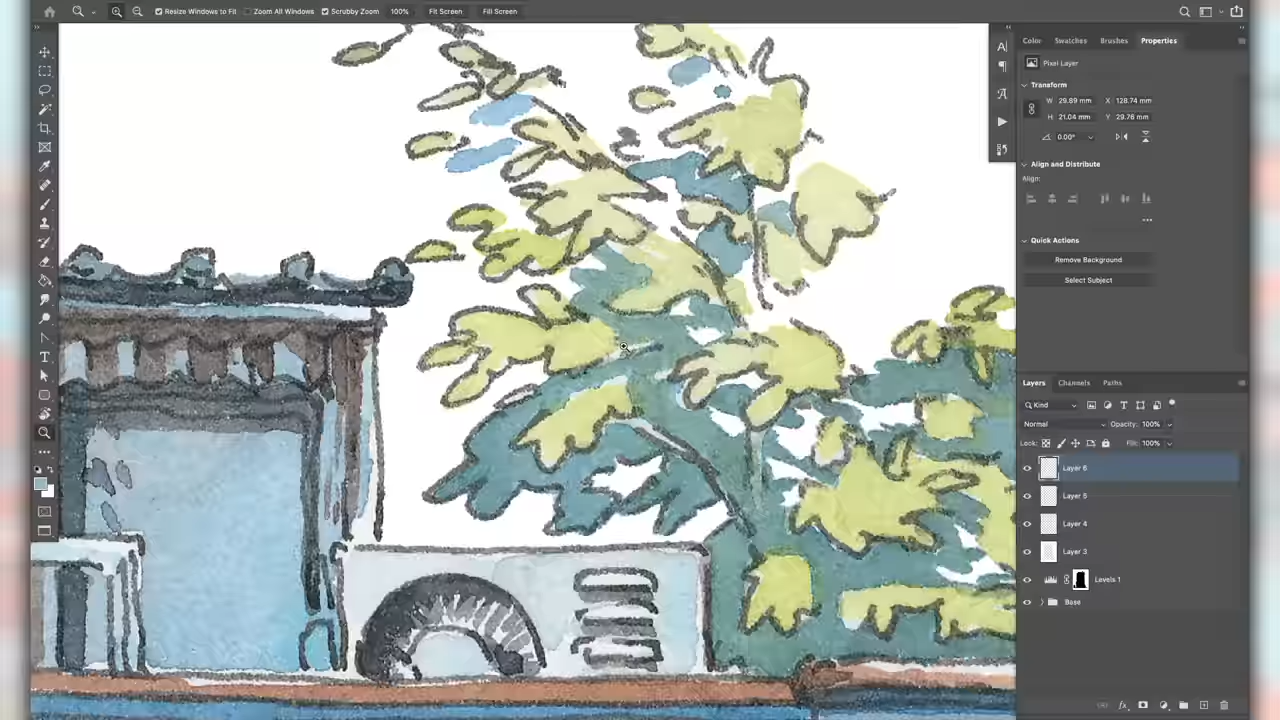 Resize Windows to Fit Zoom All Windows Scrubby Zoom 100% Fit Screen Fill Screen
Color Swatches Brushes Properties
Pixel Layer
Transform
W 29.69 mm X 128.74 mm
H 21.04 mm Y 29.76 mm
0.00°
Align and Distribute
Align:
Quick Actions
Remove Background
Select Subject
Layers Channels Paths
Kind
Normal Opacity: 100%
Lock: Fill: 100%
Layer 6
Layer 5
Layer 4
Layer 3
Levels 1
Base